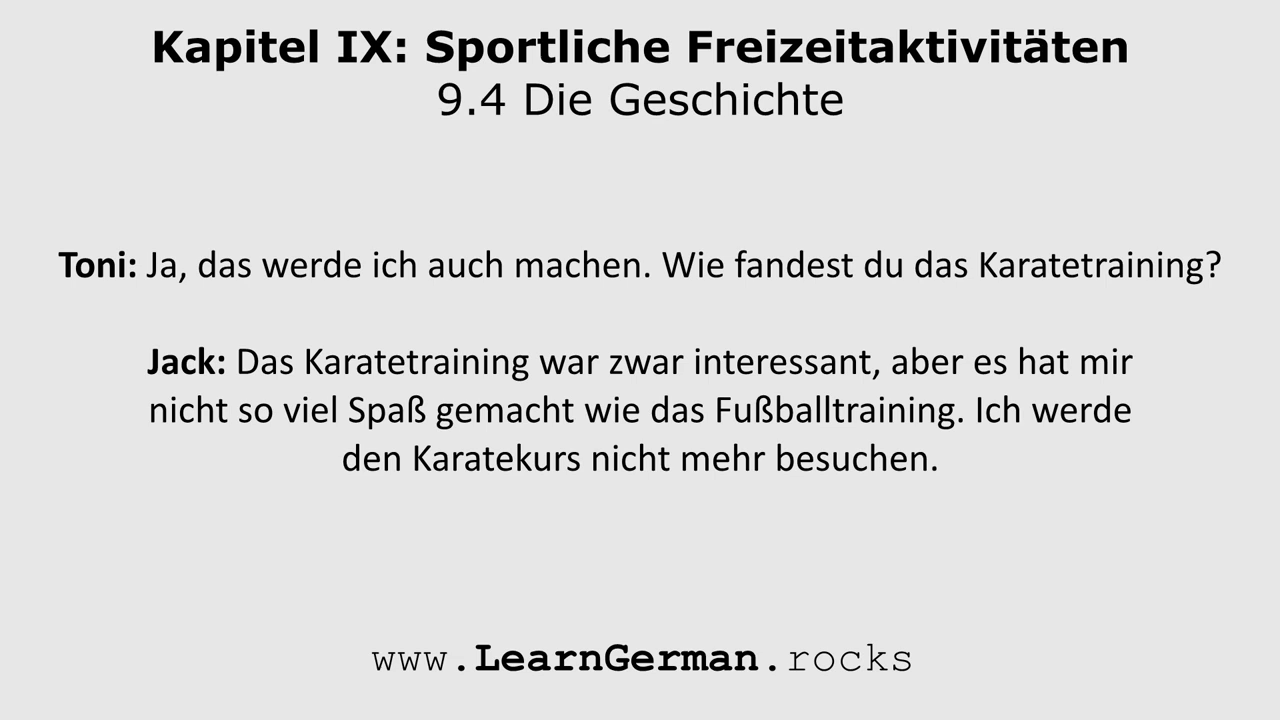 Kapitel IX: Sportliche Freizeitaktivitäten
9.4 Die Geschichte
Toni: Ja, das werde ich auch machen. Wie fandest du das Karatetraining?
Jack: Das Karatetraining war zwar interessant, aber es hat mir
nicht so viel Spaß gemacht wie das Fußballtraining. Ich werde
den Karatekurs nicht mehr besuchen.
www.LearnGerman.rocks